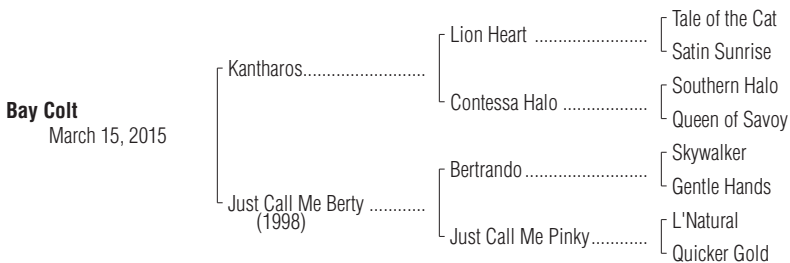 Tale of the Cat
Lion Heart ........................
Satin Sunrise
Kantharos..........................
Southern Halo
Contessa Halo ..................
Queen of Savoy
Bay Colt
March 15, 2015
Skywalker
Bertrando..........................
Gentle Hands
Just Call Me Berty ............
(1998)
L'Natural
Just Call Me Pinky............
Quicker Gold